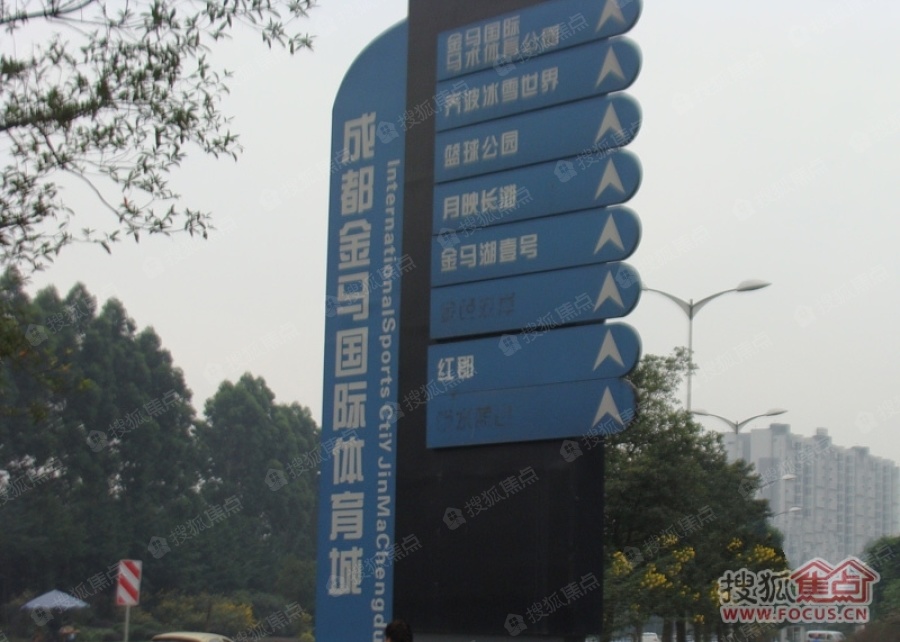 成都金马国际体育城
InternationalSports Ctiy JinMaChengdu
金马国际
马术体育公园
芮波冰雪世界
篮球公园
月映长滩
金马湖壹号
红郡
搜狐焦点
WWW.FOCUS.CN